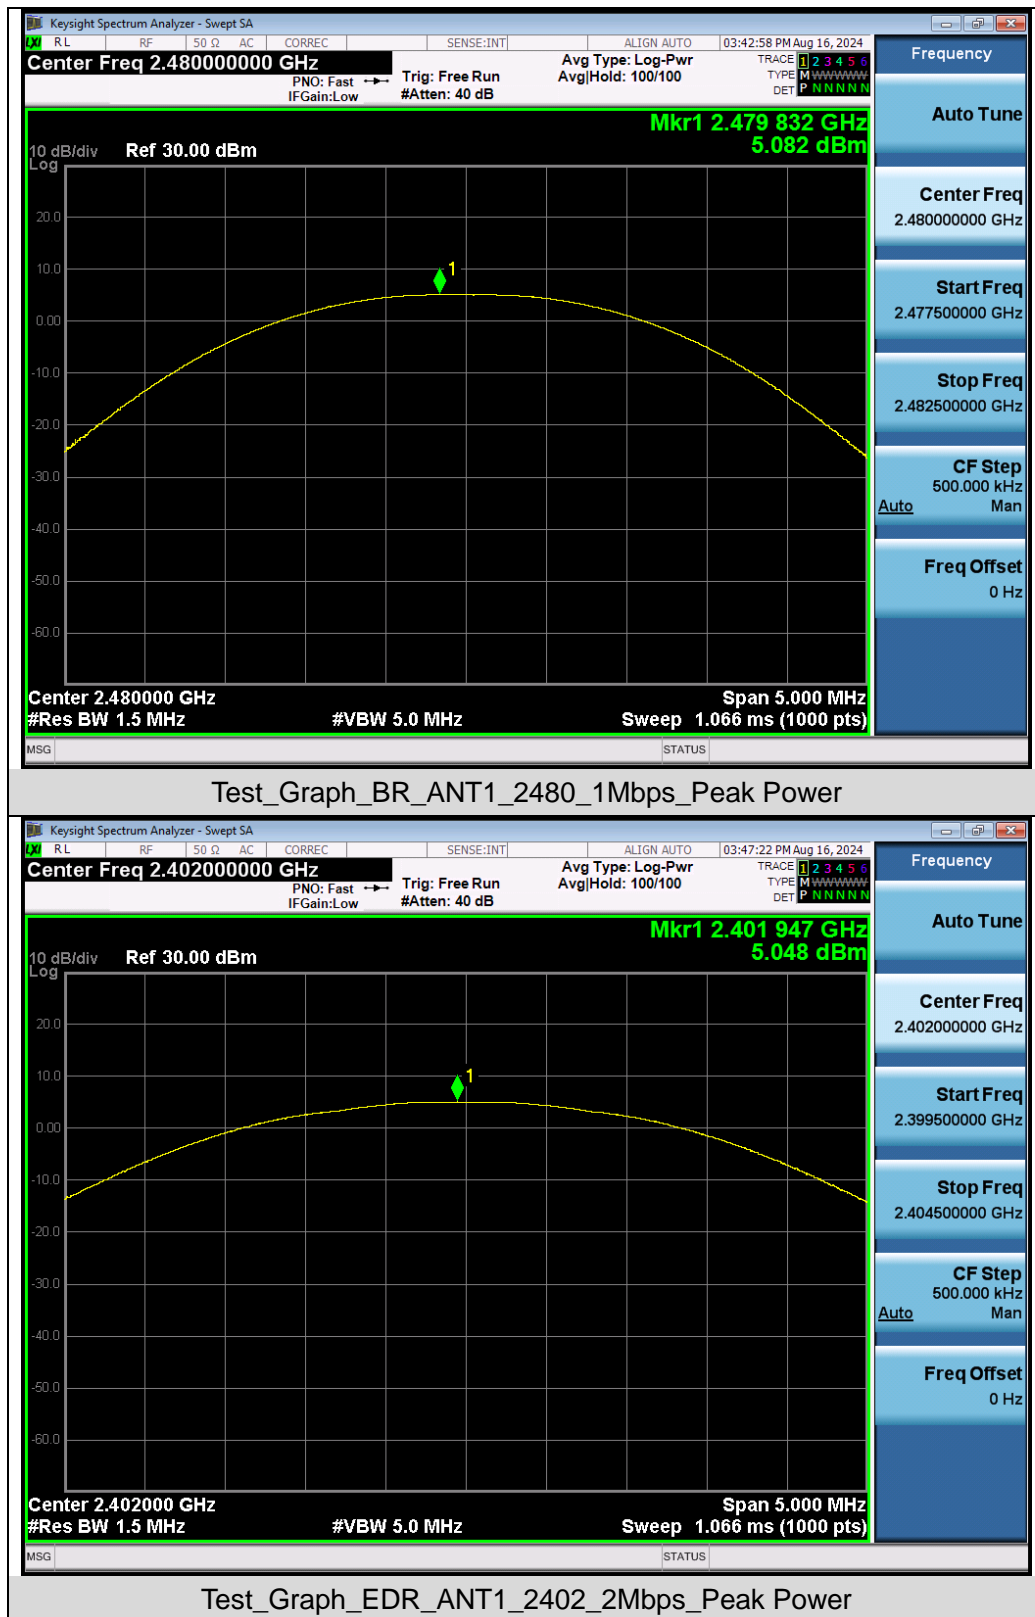 Keysight Spectrum Analyzer - Swept SA
LXI RL RF 50 Ω AC CORREC SENSE:INT ALIGN AUTO 03:42:58 PM Aug 16, 2024
Center Freq 2.480000000 GHz
PNO: Fast
IFGain:Low
Trig: Free Run
#Atten: 40 dB
Avg Type: Log-Pwr
Avg|Hold: 100/100
TRACE 1 2 3 4 5 6
TYPE M WWWWW
DET P N N N N N
Mkr1 2.479 832 GHz
5.082 dBm
10 dB/div Ref 30.00 dBm
Log
20.0
10.0
0.00
-10.0
-20.0
-30.0
-40.0
-50.0
-60.0
1
Center 2.480000 GHz Span 5.000 MHz
#Res BW 1.5 MHz #VBW 5.0 MHz Sweep 1.066 ms (1000 pts)
MSG STATUS
Frequency
Auto Tune
Center Freq
2.480000000 GHz
Start Freq
2.477500000 GHz
Stop Freq
2.482500000 GHz
CF Step
500.000 kHz
Auto Man
Freq Offset
0 Hz
Test_Graph_BR_ANT1_2480_1Mbps_Peak Power
Keysight Spectrum Analyzer - Swept SA
LXI RL RF 50 Ω AC CORREC SENSE:INT ALIGN AUTO 03:47:22 PM Aug 16, 2024
Center Freq 2.402000000 GHz
PNO: Fast
IFGain:Low
Trig: Free Run
#Atten: 40 dB
Avg Type: Log-Pwr
Avg|Hold: 100/100
TRACE 1 2 3 4 5 6
TYPE M WWWWW
DET P N N N N N
Mkr1 2.401 947 GHz
5.048 dBm
10 dB/div Ref 30.00 dBm
Log
20.0
10.0
0.00
-10.0
-20.0
-30.0
-40.0
-50.0
-60.0
1
Center 2.402000 GHz Span 5.000 MHz
#Res BW 1.5 MHz #VBW 5.0 MHz Sweep 1.066 ms (1000 pts)
MSG STATUS
Frequency
Auto Tune
Center Freq
2.402000000 GHz
Start Freq
2.399500000 GHz
Stop Freq
2.404500000 GHz
CF Step
500.000 kHz
Auto Man
Freq Offset
0 Hz
Test_Graph_EDR_ANT1_2402_2Mbps_Peak Power